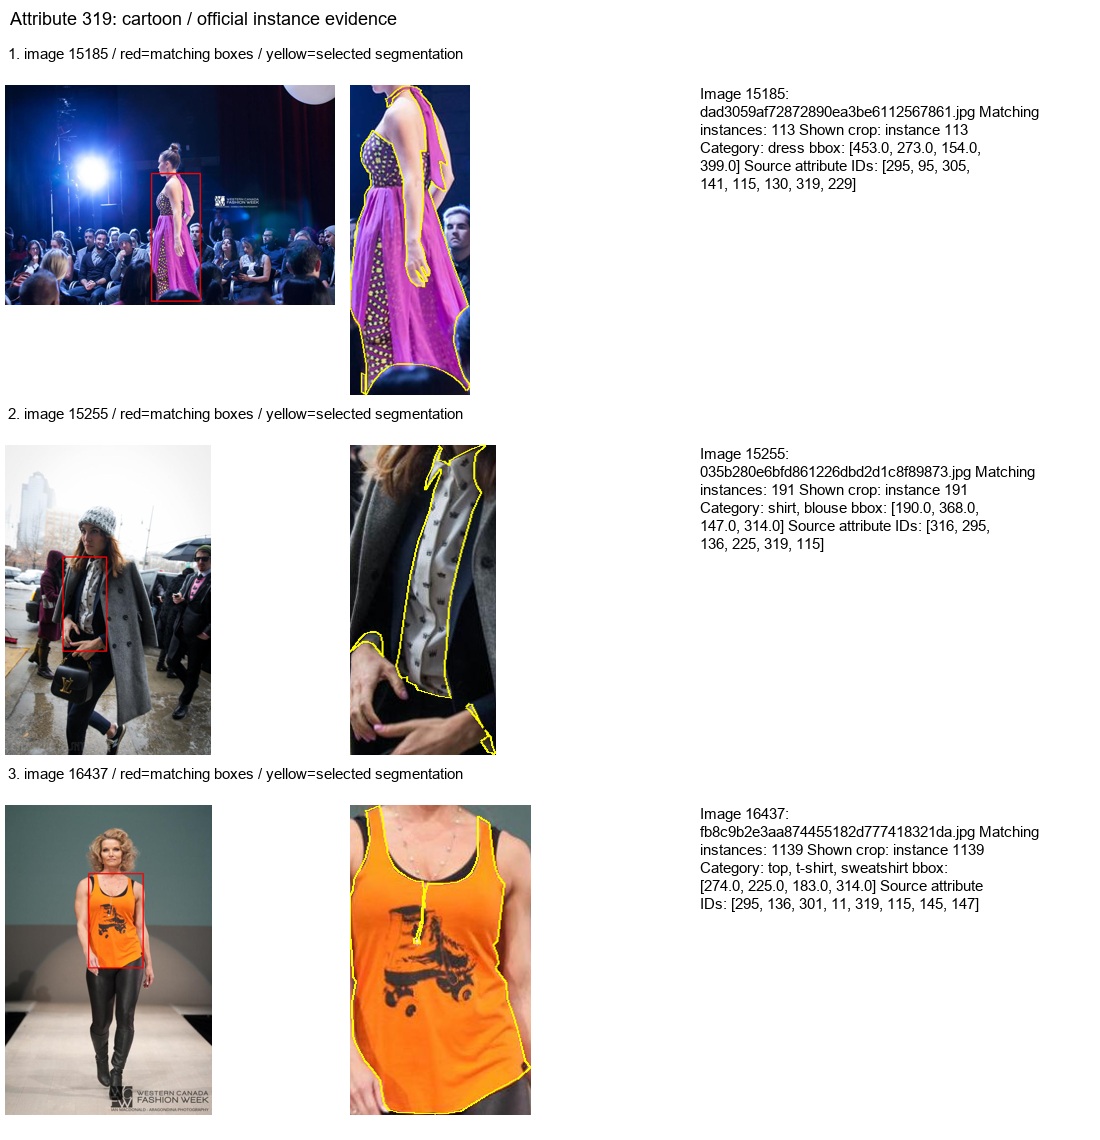 Attribute 319: cartoon / official instance evidence
1. image 15185 / red=matching boxes / yellow=selected segmentation
Image 15185:
dad3059af72872890ea3be6112567861.jpg Matching
instances: 113 Shown crop: instance 113
Category: dress bbox: [453.0, 273.0, 154.0,
399.0] Source attribute IDs: [295, 95, 305,
141, 115, 130, 319, 229]
WESTERN CANADA
FASHION WEEK
2. image 15255 / red=matching boxes / yellow=selected segmentation
Image 15255:
035b280e6bfd861226dbd2d1c8f89873.jpg Matching
instances: 191 Shown crop: instance 191
Category: shirt, blouse bbox: [190.0, 368.0,
147.0, 314.0] Source attribute IDs: [316, 295,
136, 225, 319, 115]
3. image 16437 / red=matching boxes / yellow=selected segmentation
Image 16437:
fb8c9b2e3aa874455182d777418321da.jpg Matching
instances: 1139 Shown crop: instance 1139
Category: top, t-shirt, sweatshirt bbox:
[274.0, 225.0, 183.0, 314.0] Source attribute
IDs: [295, 136, 301, 11, 319, 115, 145, 147]
WESTERN CANADA
FASHION WEEK